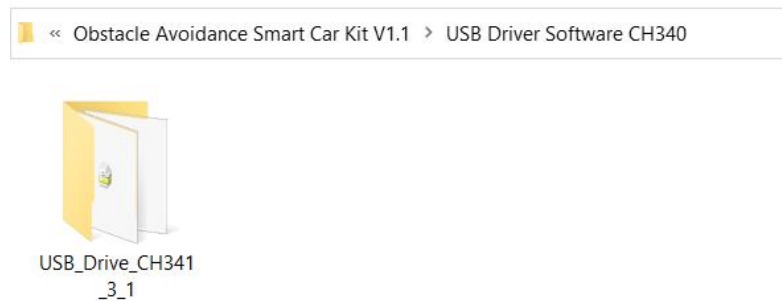 « Obstacle Avoidance Smart Car Kit V1.1 > USB Driver Software CH340
USB_Drive_CH341
_3_1